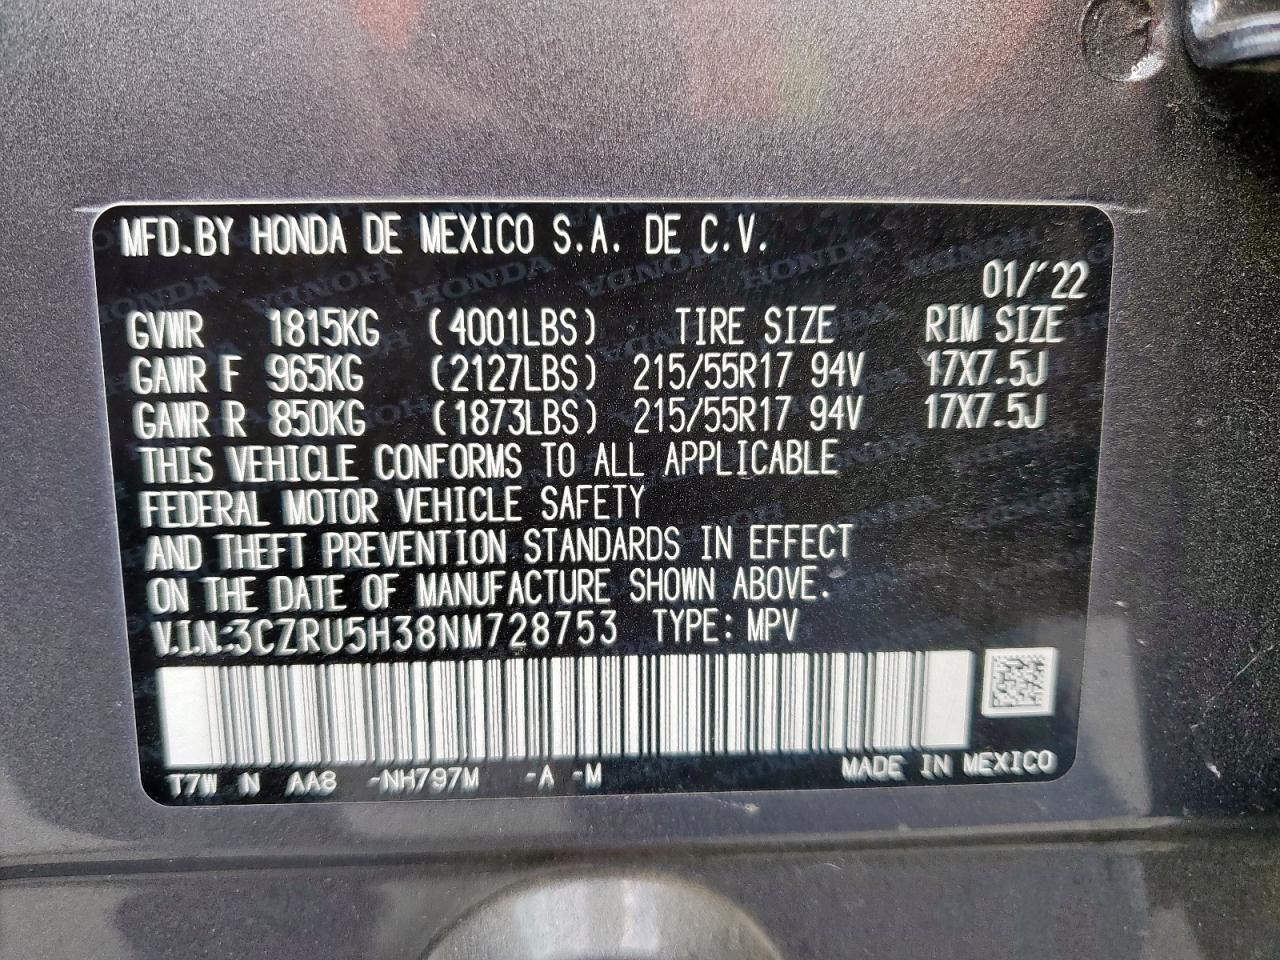 MFD.BY HONDA DE MEXICO S.A. DE C.V.
01/'22
GVWR 1815KG (4001LBS) TIRE SIZE RIM SIZE
GAWR F 965KG (2127LBS) 215/55R17 94V 17X7.5J
GAWR R 850KG (1873LBS) 215/55R17 94V 17X7.5J
THIS VEHICLE CONFORMS TO ALL APPLICABLE
FEDERAL MOTOR VEHICLE SAFETY
AND THEFT PREVENTION STANDARDS IN EFFECT
ON THE DATE OF MANUFACTURE SHOWN ABOVE.
V.I.N:3CZRU5H38NM728753 TYPE: MPV
T7W N AA8 -NH797M -A -M MADE IN MEXICO